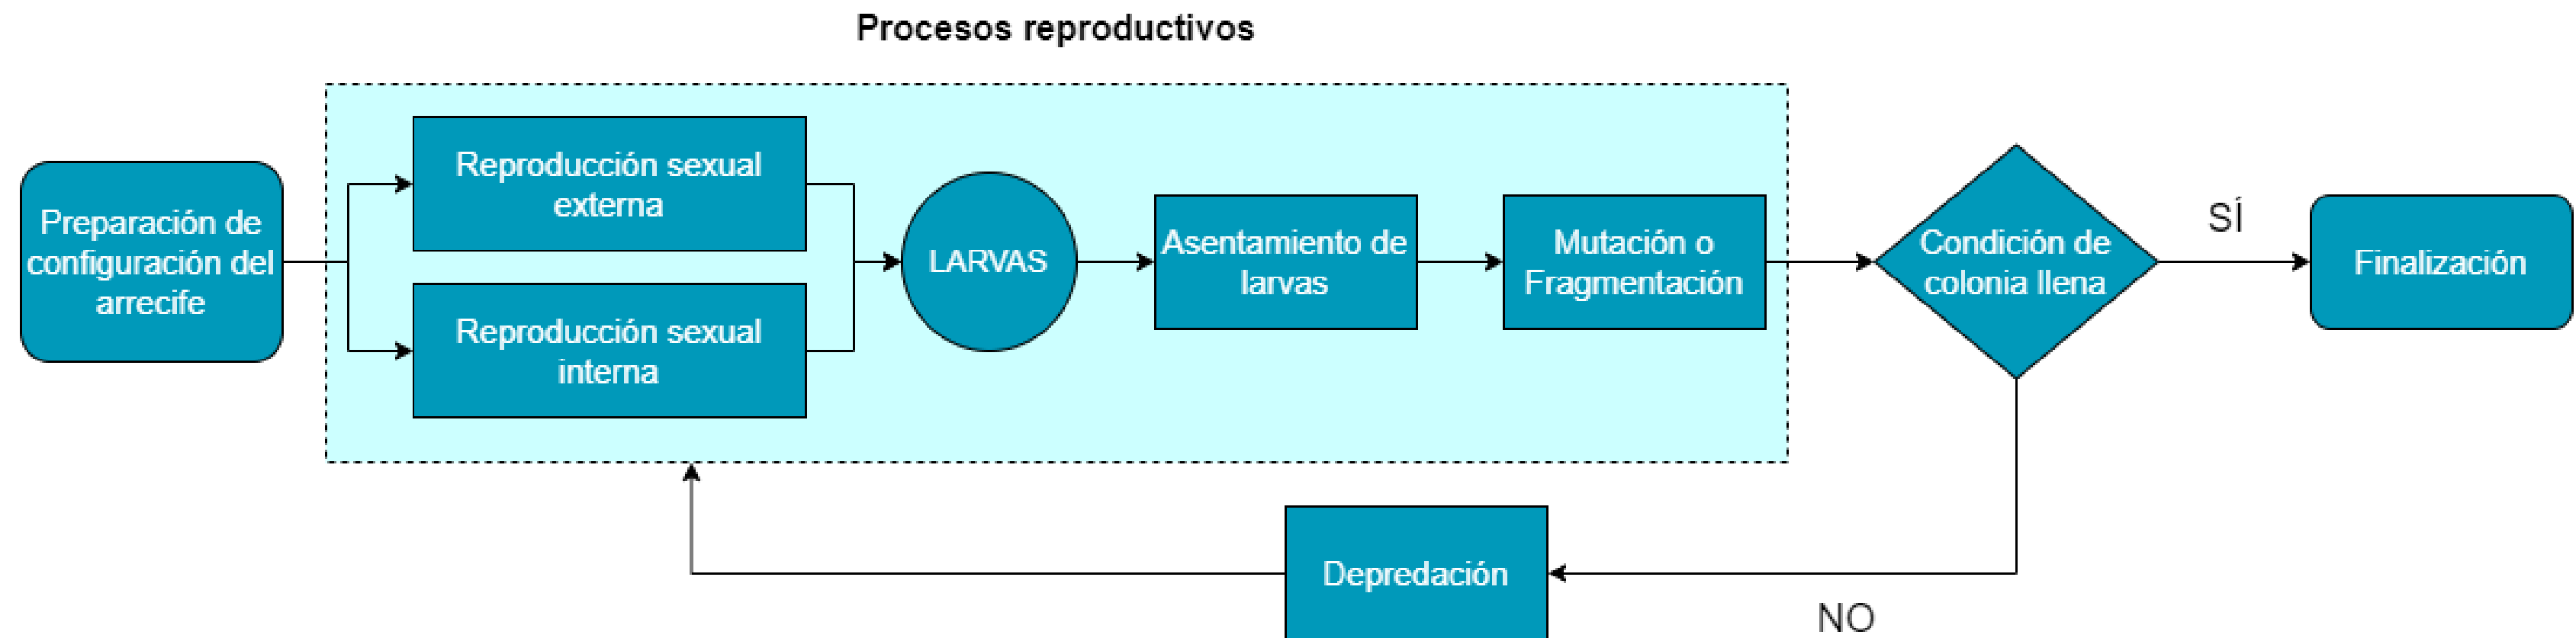 Procesos reproductivos
Preparación de
configuración del
arrecife
Reproducción sexual
externa
Reproducción sexual
interna
LARVAS
Asentamiento de
larvas
Mutación o
Fragmentación
Condición de
colonia llena
SÍ
Finalización
Depredación
NO